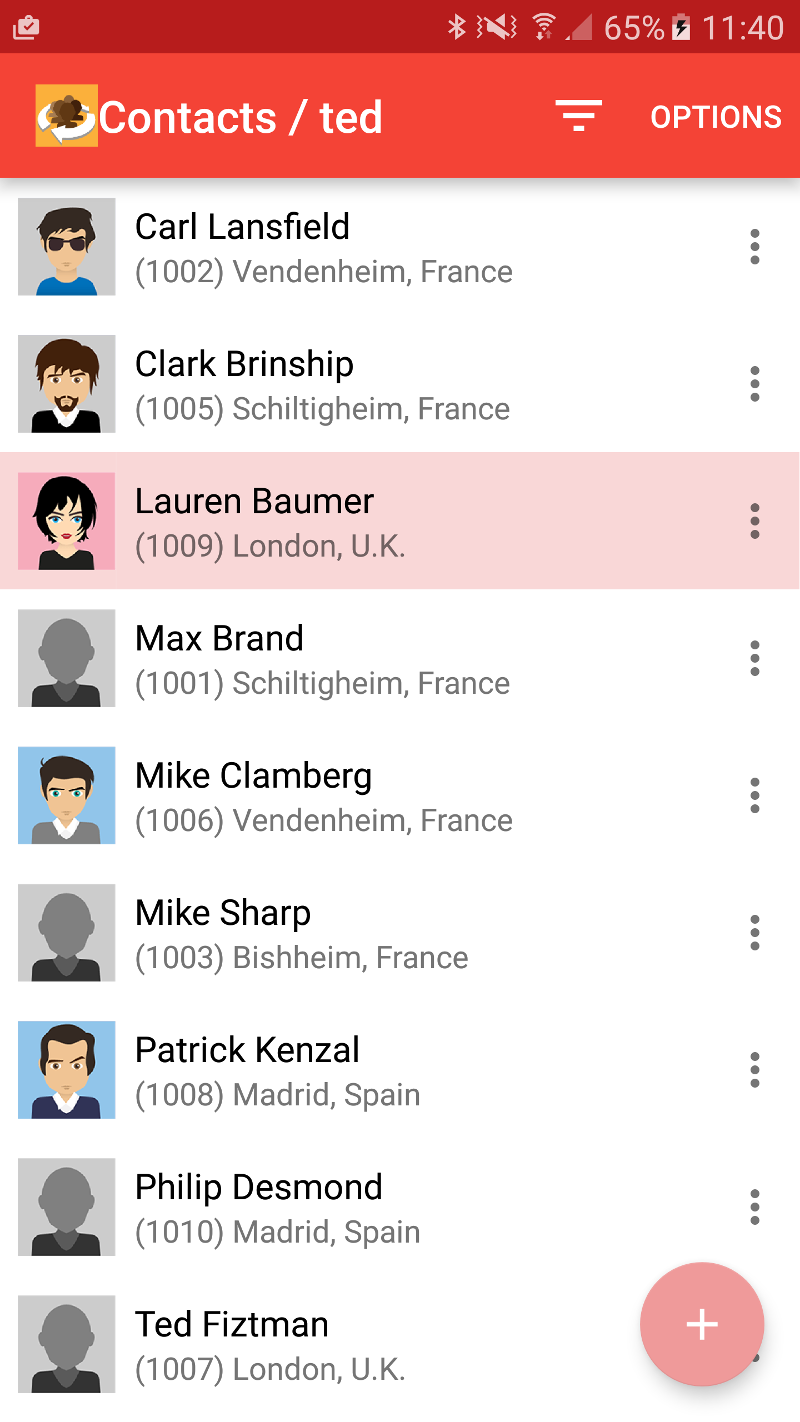 65% 11:40
Contacts / ted OPTIONS
Carl Lansfield
(1002) Vendenheim, France
Clark Brinship
(1005) Schiltigheim, France
Lauren Baumer
(1009) London, U.K.
Max Brand
(1001) Schiltigheim, France
Mike Clamberg
(1006) Vendenheim, France
Mike Sharp
(1003) Bishheim, France
Patrick Kenzal
(1008) Madrid, Spain
Philip Desmond
(1010) Madrid, Spain
Ted Fiztman
(1007) London, U.K.